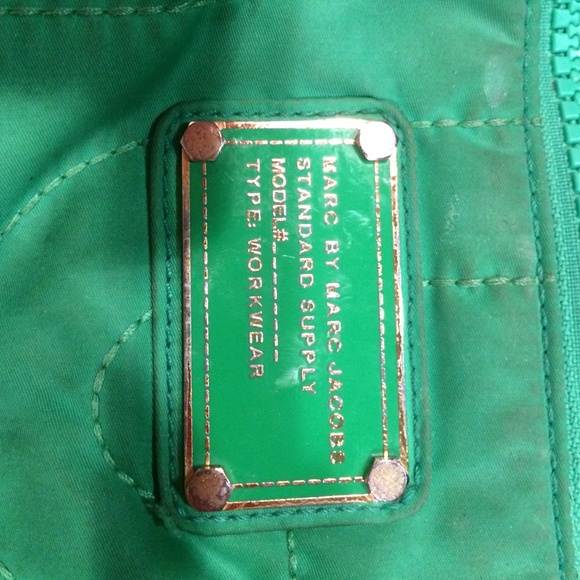 MARC BY MARC JACOBS
STANDARD SUPPLY
MODEL#_ _ _ _ _ _ _ _
TYPE: WORKWEAR